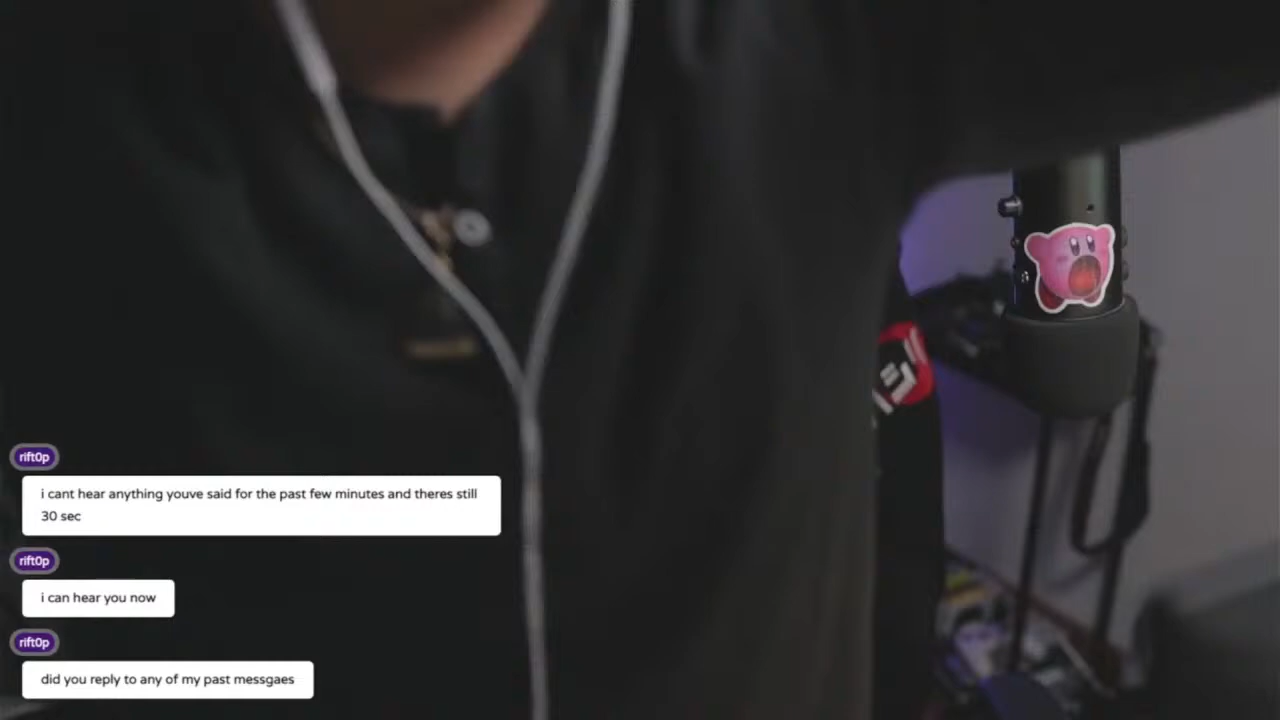 rift0p
i cant hear anything youve said for the past few minutes and theres still
30 sec
rift0p
i can hear you now
rift0p
did you reply to any of my past messgaes